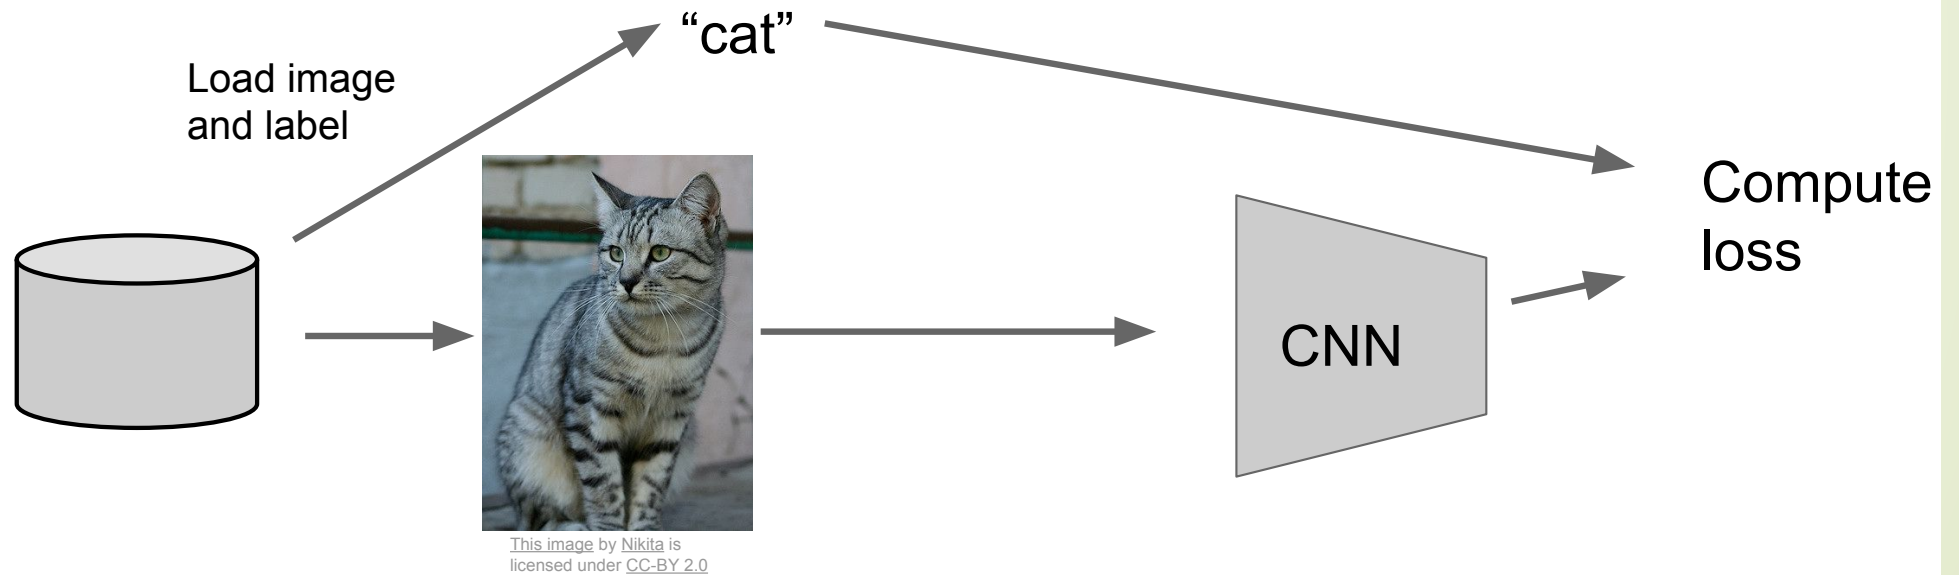 “cat”
Load image
and label
Compute
loss
CNN
This image by Nikita is
licensed under CC-BY 2.0